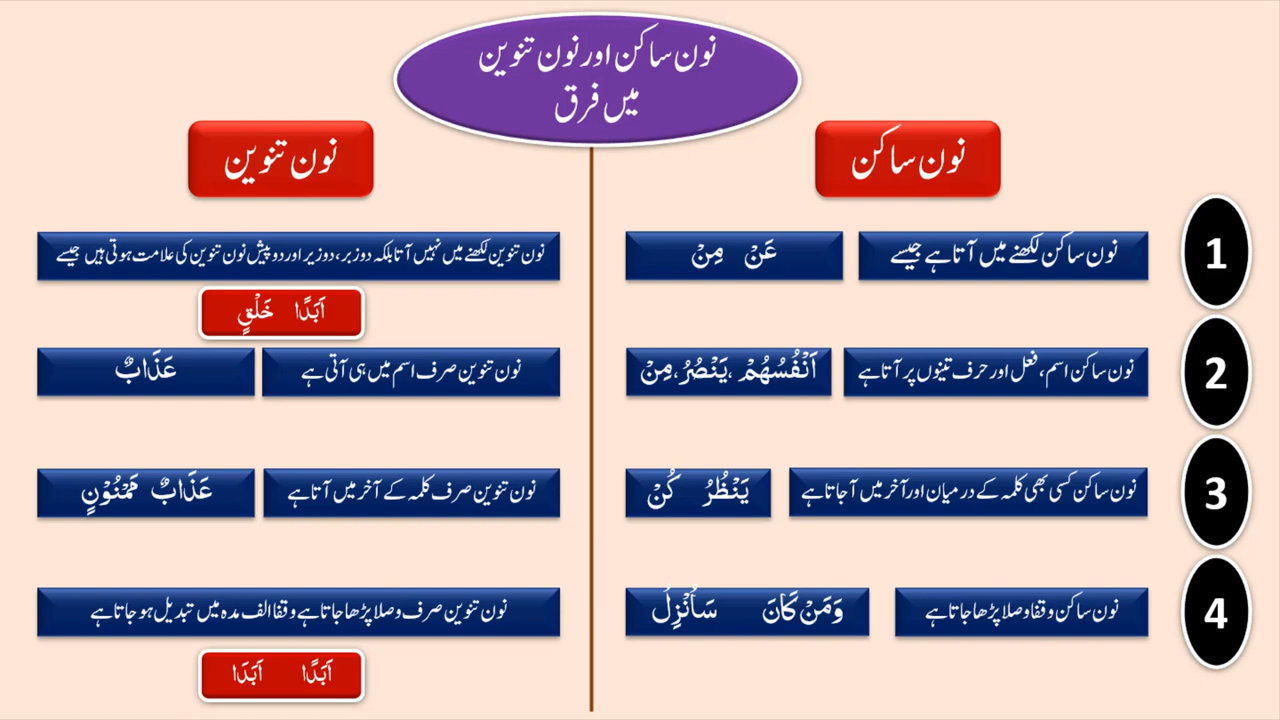 نون ساکن اور نون تنوین
میں فرق
نون ساکن
نون تنوین
1
نون ساکن لکھنے میں آتا ہے جیسے
عَنْ مِنْ
نون تنوین لکھنے میں نہیں آتا بلکہ دو زبر، دو زیر اور دو پیش نون تنوین کی علامت ہوتی ہیں جیسے
اَبَدًا خَلْقٍ
2
نون ساکن اسم، فعل اور حرف تینوں پر آتا ہے
اَنْفُسُهُمْ ،يَنْصُرُ،مِنْ
نون تنوین صرف اسم میں ہی آتی ہے
عَذَابٌ
3
نون ساکن کسی بھی کلمہ کے درمیان اور آخر میں آجاتا ہے
يَنْظُرُ كُنْ
نون تنوین صرف کلمہ کے آخر میں آتا ہے
عَذَابٌ مَمْنُوْنٍ
4
نون ساکن وقفا وصلا پڑھا جاتا ہے
وَمَنْ كَانَ سَاُنْزِلُ
نون تنوین صرف وصلا پڑھا جاتا ہے وقفا الف مدہ میں تبدیل ہو جاتا ہے
اَبَدًا اَبَدَا